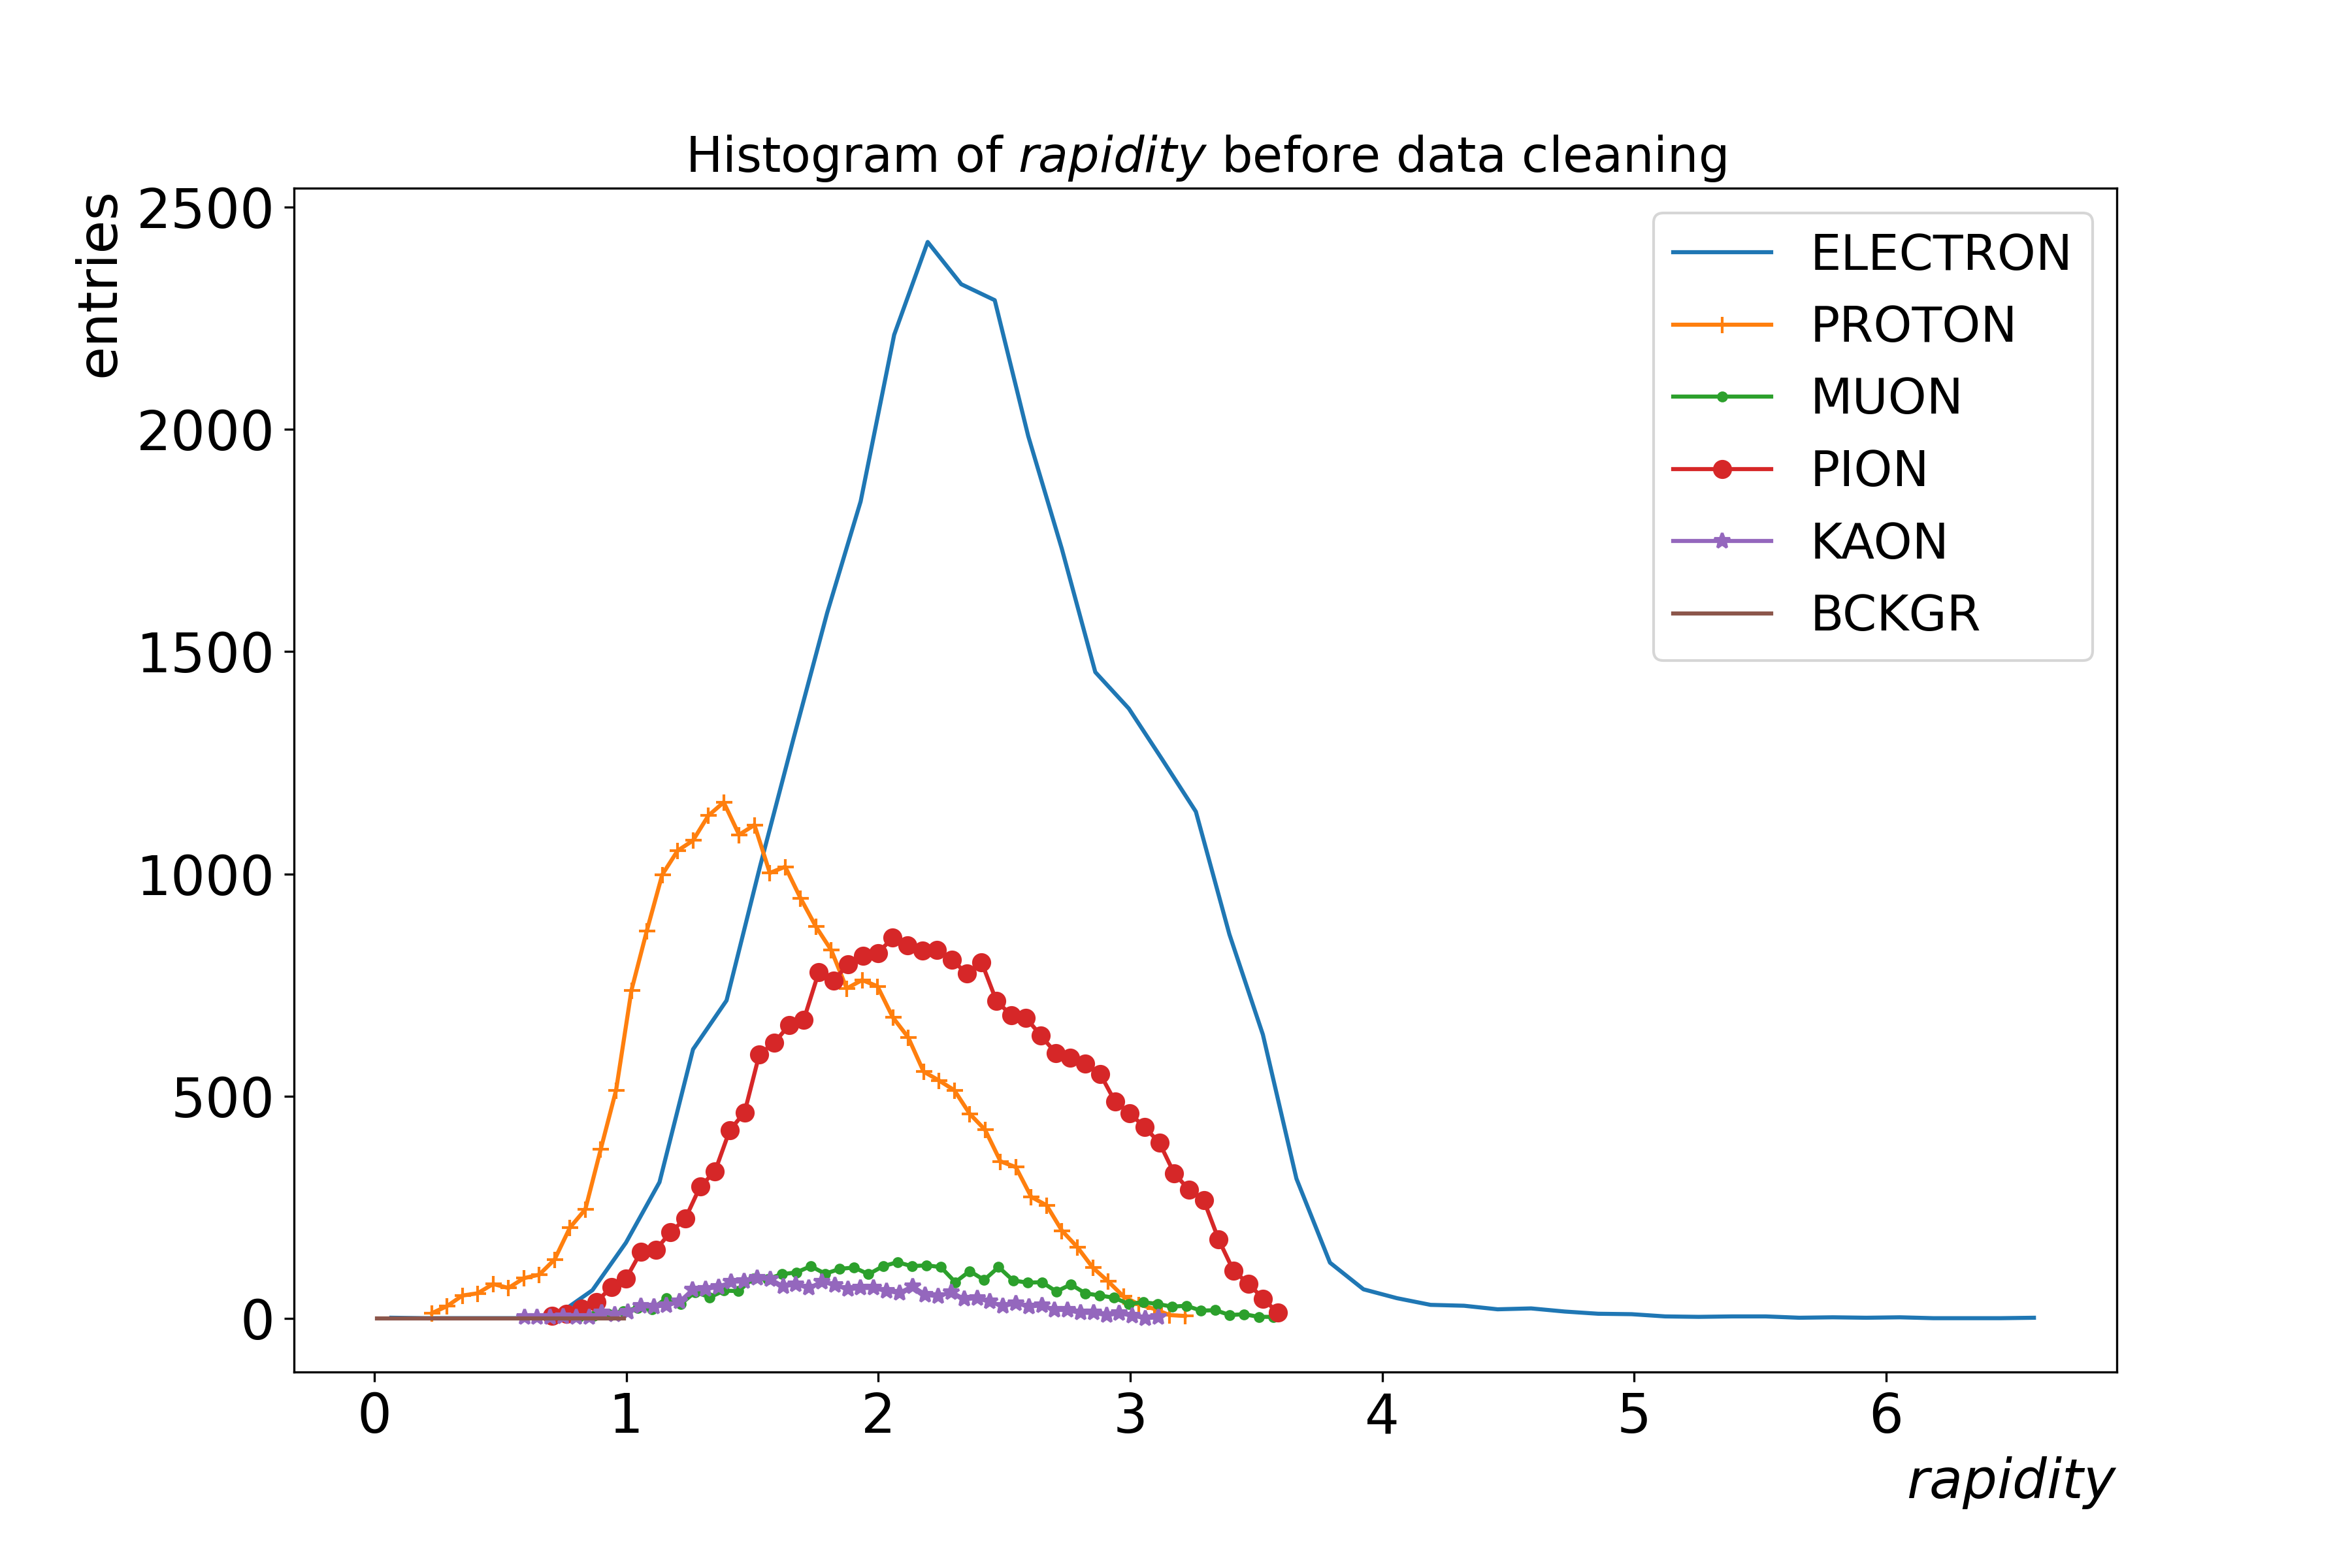 Histogram of rapidity before data cleaning
entries
2500
2000
1500
1000
500
0
ELECTRON
PROTON
MUON
PION
KAON
BCKGR
0 1 2 3 4 5 6
rapidity